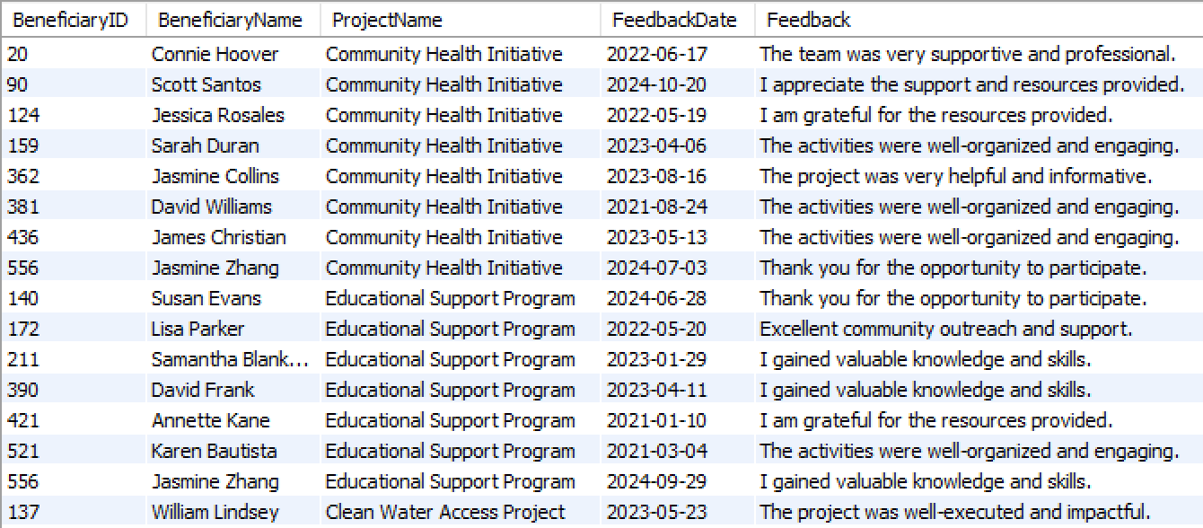 BeneficiaryID BeneficiaryName ProjectName FeedbackDate Feedback
20 Connie Hoover Community Health Initiative 2022-06-17 The team was very supportive and professional.
90 Scott Santos Community Health Initiative 2024-10-20 I appreciate the support and resources provided.
124 Jessica Rosales Community Health Initiative 2022-05-19 I am grateful for the resources provided.
159 Sarah Duran Community Health Initiative 2023-04-06 The activities were well-organized and engaging.
362 Jasmine Collins Community Health Initiative 2023-08-16 The project was very helpful and informative.
381 David Williams Community Health Initiative 2021-08-24 The activities were well-organized and engaging.
436 James Christian Community Health Initiative 2023-05-13 The activities were well-organized and engaging.
556 Jasmine Zhang Community Health Initiative 2024-07-03 Thank you for the opportunity to participate.
140 Susan Evans Educational Support Program 2024-06-28 Thank you for the opportunity to participate.
172 Lisa Parker Educational Support Program 2022-05-20 Excellent community outreach and support.
211 Samantha Blank... Educational Support Program 2023-01-29 I gained valuable knowledge and skills.
390 David Frank Educational Support Program 2023-04-11 I gained valuable knowledge and skills.
421 Annette Kane Educational Support Program 2021-01-10 I am grateful for the resources provided.
521 Karen Bautista Educational Support Program 2021-03-04 The activities were well-organized and engaging.
556 Jasmine Zhang Educational Support Program 2024-09-29 I gained valuable knowledge and skills.
137 William Lindsey Clean Water Access Project 2023-05-23 The project was well-executed and impactful.